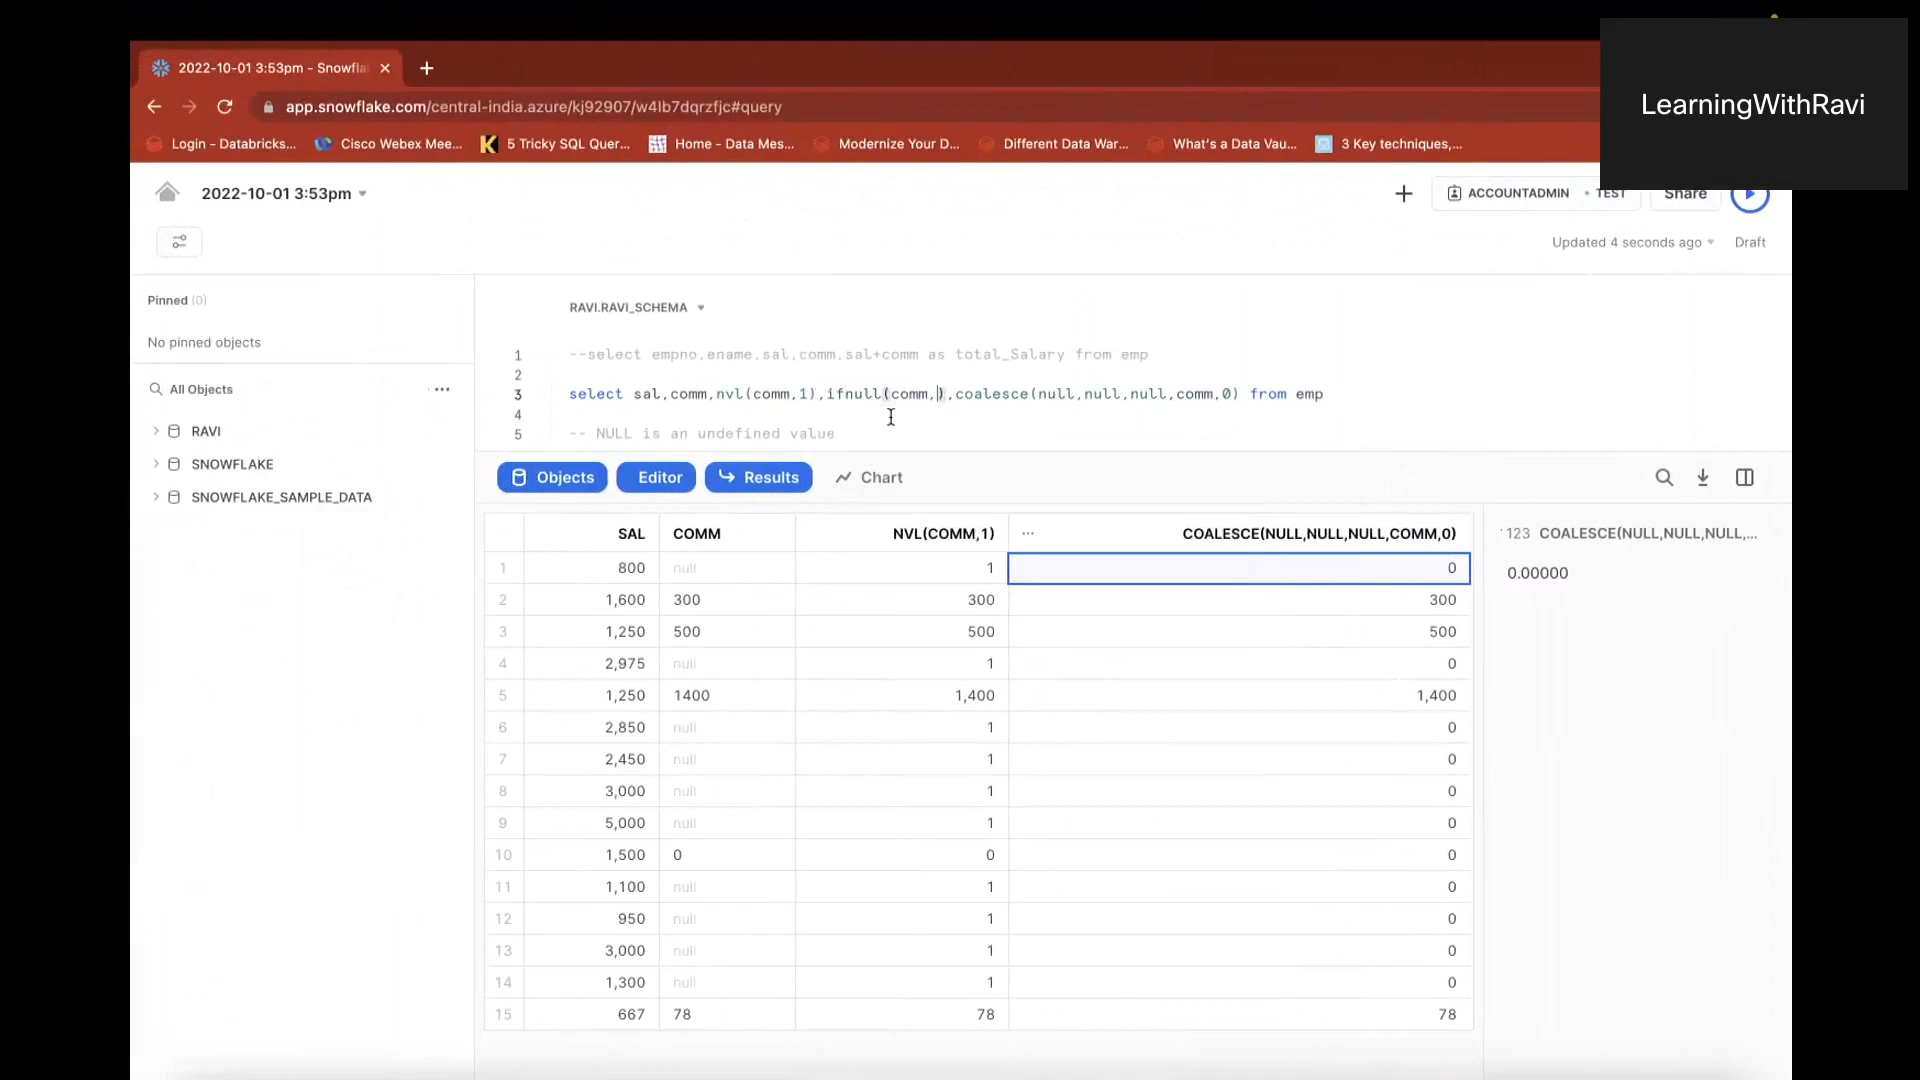 LearningWithRavi
2022-10-01 3:53pm - Snowfla
app.snowflake.com/central-india.azure/kj92907/w4lb7dqrzfjc#query
Login - Databricks... Cisco Webex Mee... 5 Tricky SQL Quer... Home - Data Mes... Modernize Your D... Different Data War... What's a Data Vau... 3 Key techniques,...
2022-10-01 3:53pm
ACCOUNTADMIN • TEST Share
Updated 4 seconds ago Draft
Pinned (0)
No pinned objects
All Objects
RAVI
SNOWFLAKE
SNOWFLAKE_SAMPLE_DATA
RAVI.RAVI_SCHEMA
1 --select empno,ename,sal,comm,sal+comm as total_Salary from emp
2
3 select sal,comm,nvl(comm,1),ifnull(comm,),coalesce(null,null,null,comm,0) from emp
4
5 -- NULL is an undefined value
Objects Editor Results Chart
SAL COMM NVL(COMM,1) ... COALESCE(NULL,NULL,NULL,COMM,0)
1 800 null 1 0
2 1,600 300 300 300
3 1,250 500 500 500
4 2,975 null 1 0
5 1,250 1400 1,400 1,400
6 2,850 null 1 0
7 2,450 null 1 0
8 3,000 null 1 0
9 5,000 null 1 0
10 1,500 0 0 0
11 1,100 null 1 0
12 950 null 1 0
13 3,000 null 1 0
14 1,300 null 1 0
15 667 78 78 78
123 COALESCE(NULL,NULL,NULL,...
0.00000